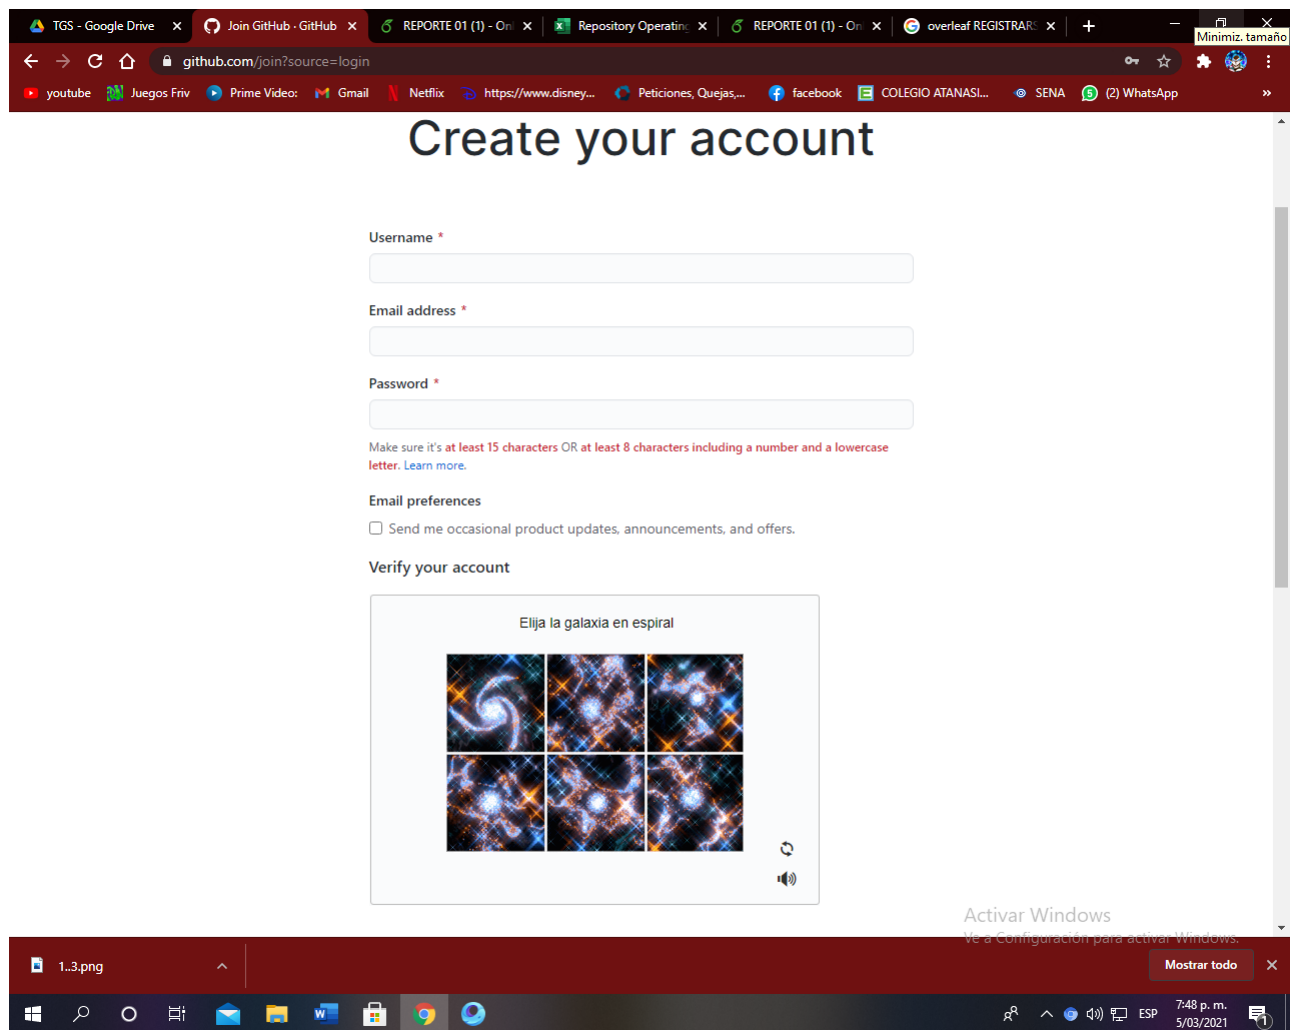 TGS - Google Drive
Join GitHub · GitHub
REPORTE 01 (1) - Onl
Repository Operating
REPORTE 01 (1) - On
overleaf REGISTRARS
Minimiz. tamaño
github.com/join?source=login
youtube
Juegos Friv
Prime Video:
Gmail
Netflix
https://www.disney...
Peticiones, Quejas,...
facebook
COLEGIO ATANASI...
SENA
(2) WhatsApp
»
Create your account
Username *
Email address *
Password *
Make sure it's at least 15 characters OR at least 8 characters including a number and a lowercase
letter. Learn more.
Email preferences
Send me occasional product updates, announcements, and offers.
Verify your account
Elija la galaxia en espiral
Activar Windows
Ve a Configuración para activar Windows.
1..3.png
Mostrar todo
ESP
7:48 p. m.
5/03/2021
1